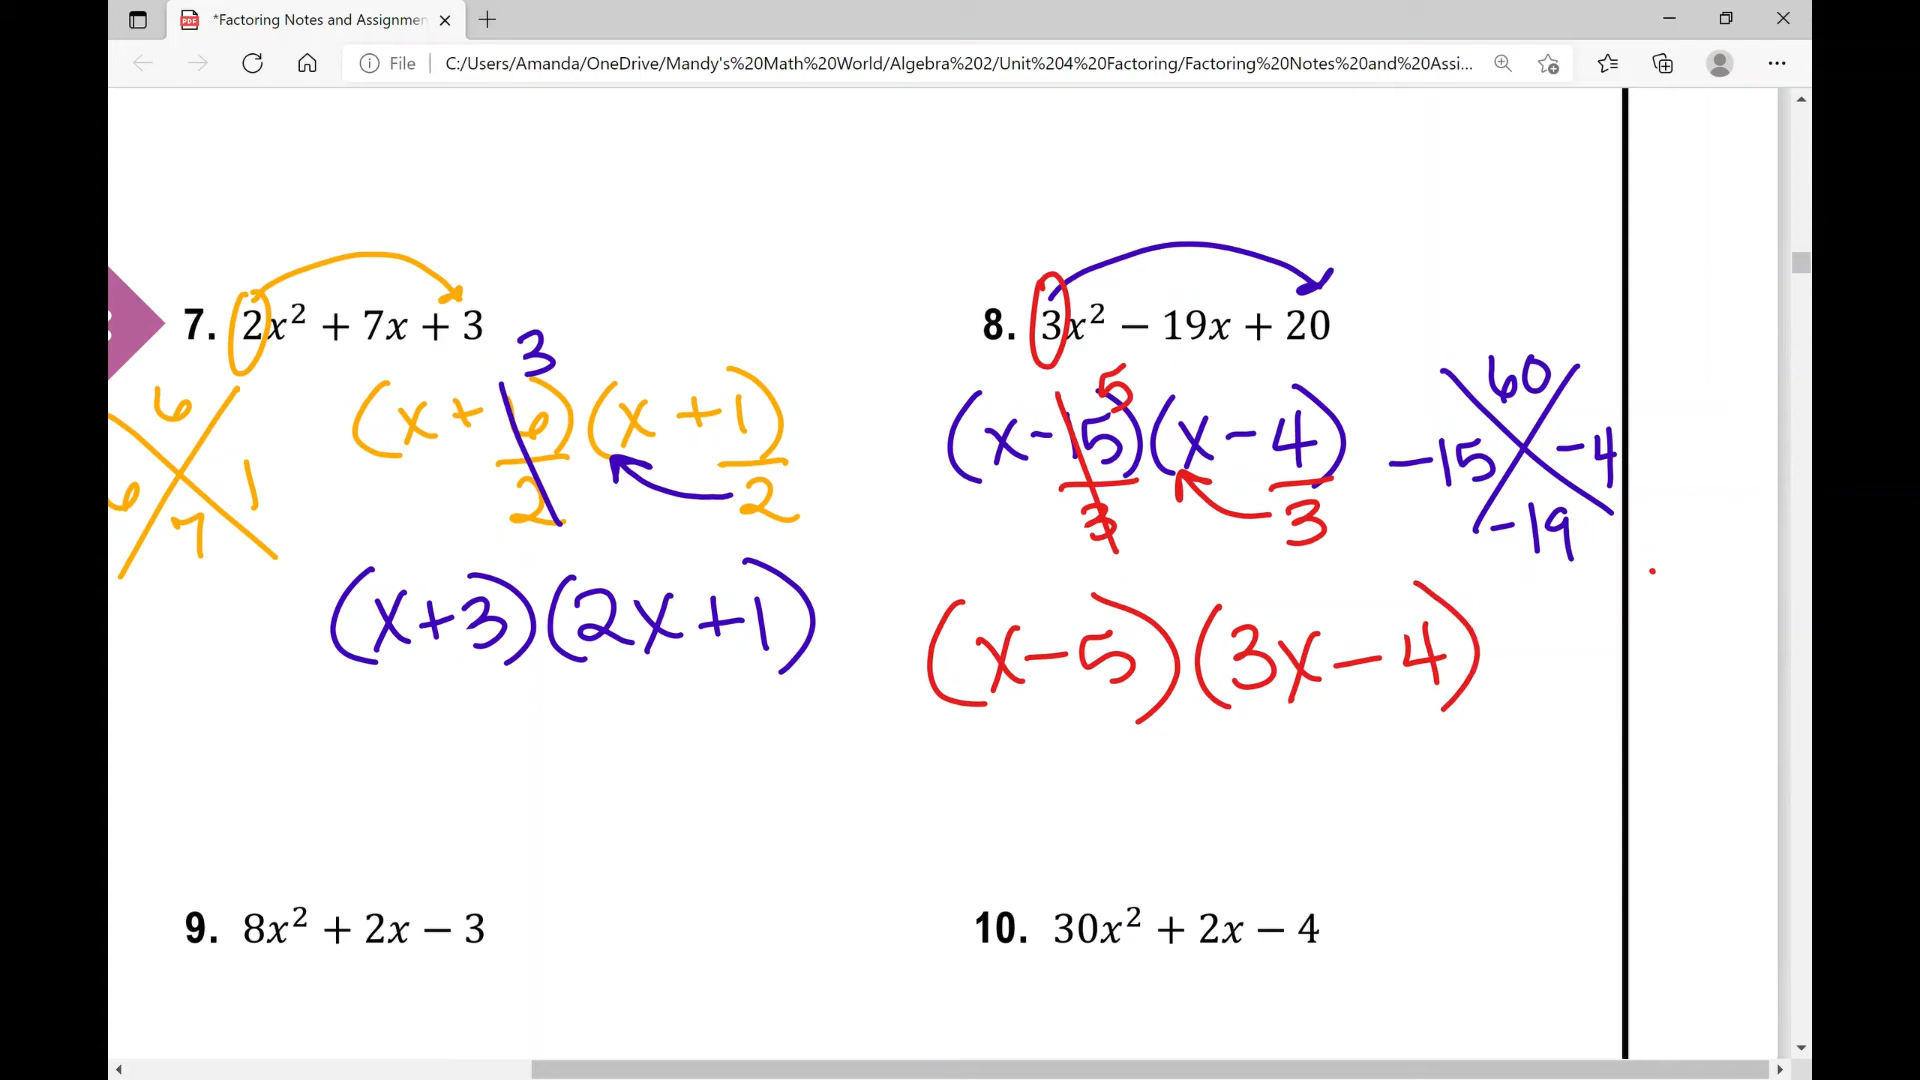 *Factoring Notes and Assignmen
File
C:/Users/Amanda/OneDrive/Mandy's%20Math%20World/Algebra%202/Unit%204%20Factoring/Factoring%20Notes%20and%20Assi...
7. 2x² + 7x + 3
3
(x + 6)(x + 1)
2 2
6
6 1
7
(x+3)(2x+1)
8. 3x² − 19x + 20
5
(x-15)(x-4)
3 3
60
-15 -4
-19
(x-5)(3x-4)
9. 8x² + 2x − 3
10. 30x² + 2x − 4